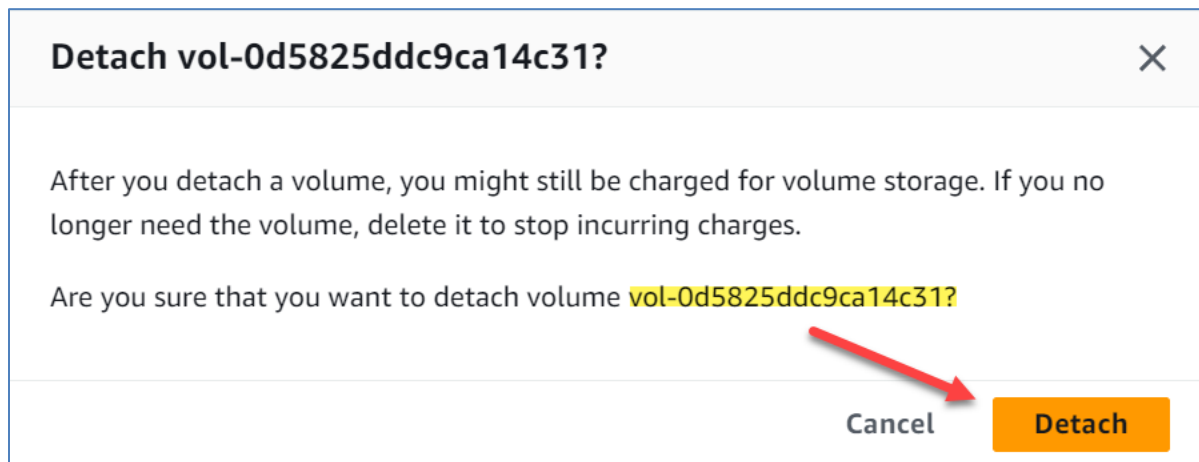 Detach vol-0d5825ddc9ca14c31?
After you detach a volume, you might still be charged for volume storage. If you no
longer need the volume, delete it to stop incurring charges.
Are you sure that you want to detach volume vol-0d5825ddc9ca14c31?
Cancel
Detach